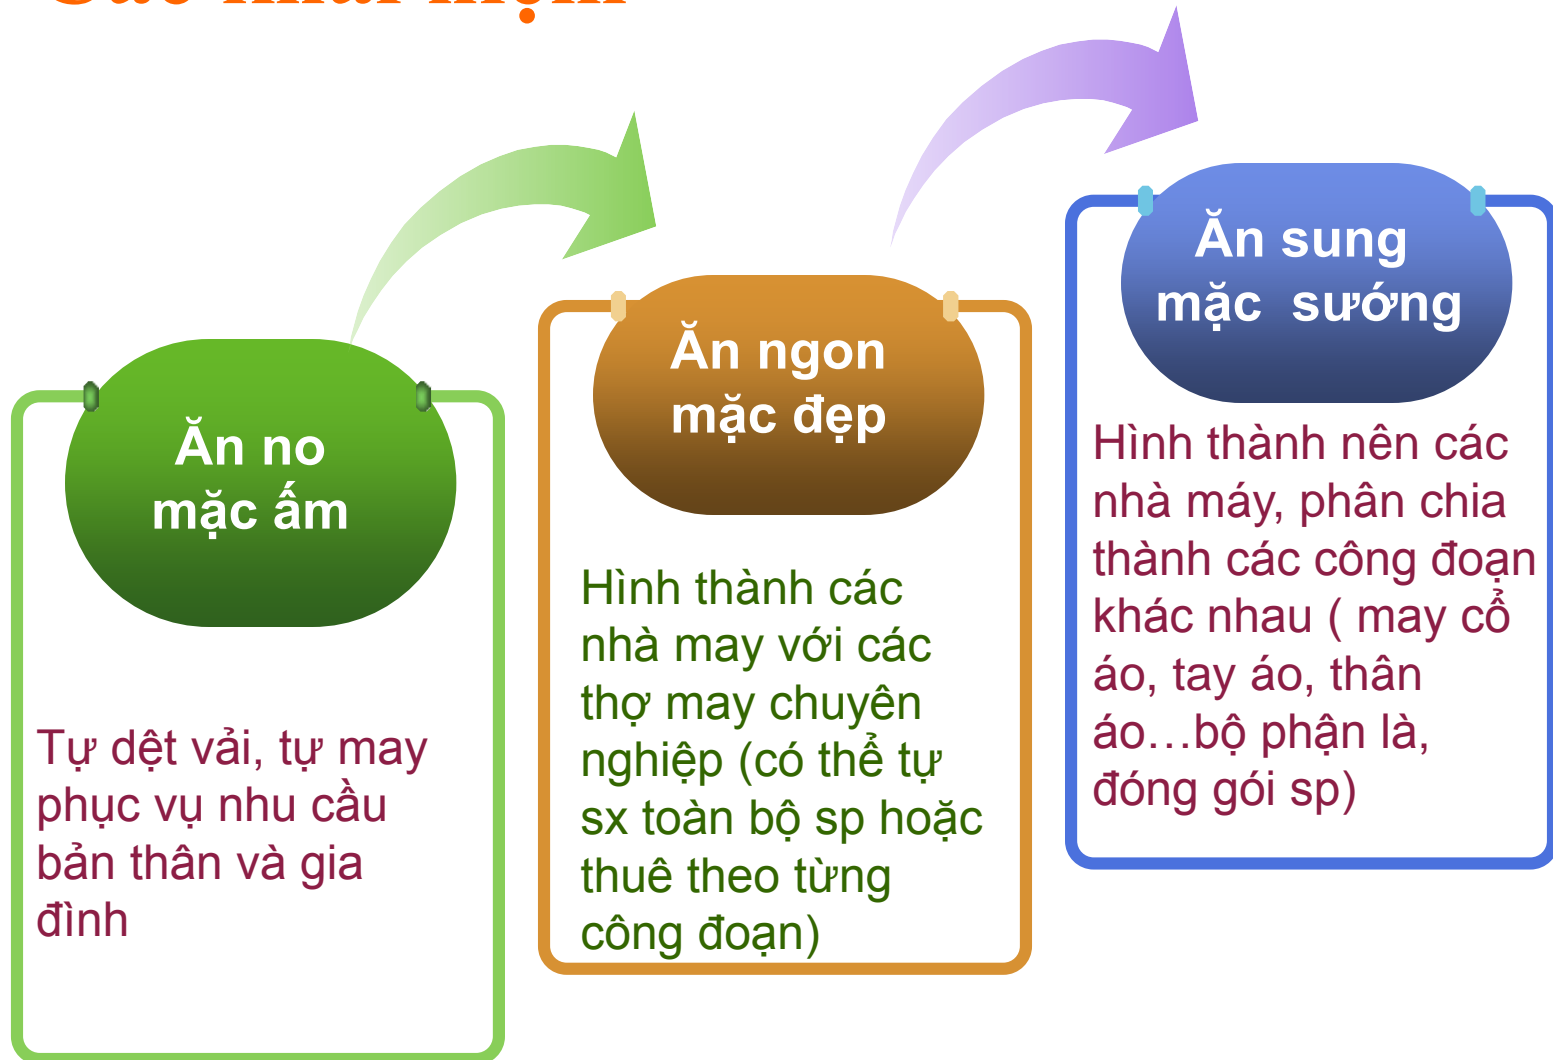 Các khái niệm
Ăn no
mặc ấm
Tự dệt vải, tự may
phục vụ nhu cầu
bản thân và gia
đình
Ăn ngon
mặc đẹp
Hình thành các
nhà may với các
thợ may chuyên
nghiệp (có thể tự
sx toàn bộ sp hoặc
thuê theo từng
công đoạn)
Ăn sung
mặc sướng
Hình thành nên các
nhà máy, phân chia
thành các công đoạn
khác nhau ( may cổ
áo, tay áo, thân
áo...bộ phận là,
đóng gói sp)